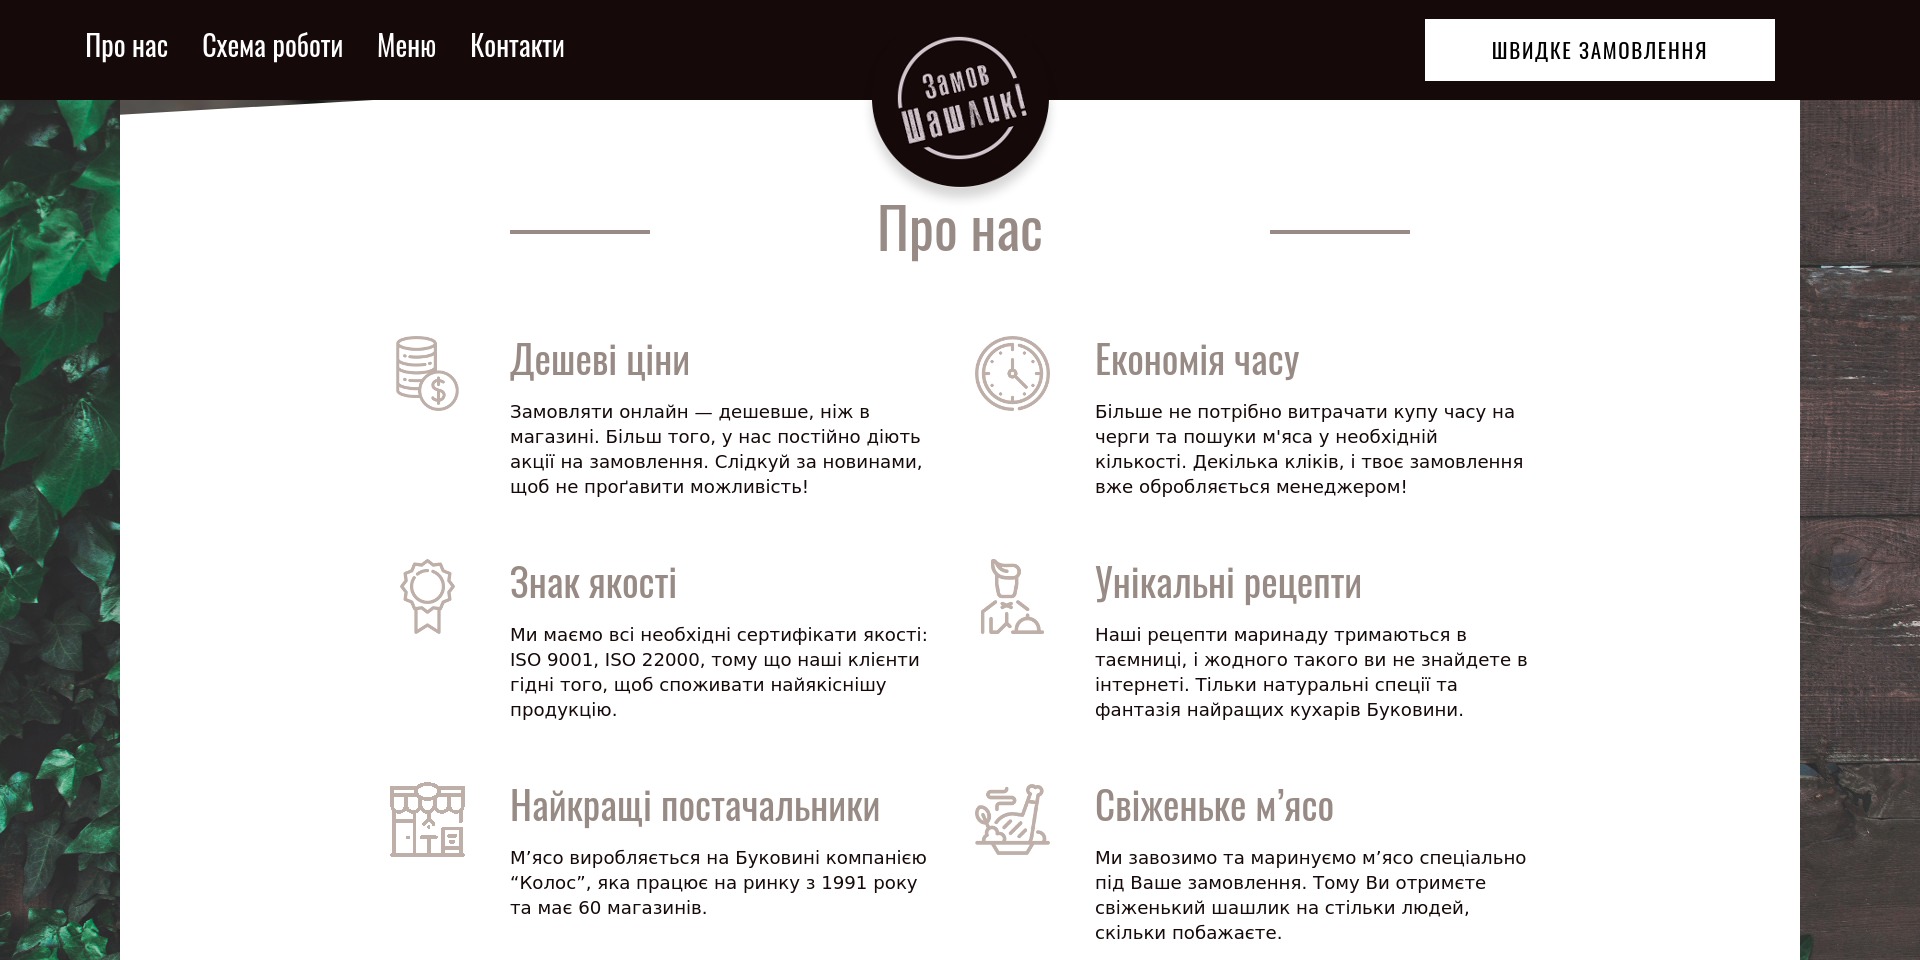 Про нас Схема роботи Меню Контакти
Замов
Шашлик!
ШВИДКЕ ЗАМОВЛЕННЯ
Про нас
Дешеві ціни
Замовляти онлайн — дешевше, ніж в
магазині. Більш того, у нас постійно діють
акції на замовлення. Слідкуй за новинами,
щоб не проґавити можливість!
Економія часу
Більше не потрібно витрачати купу часу на
черги та пошуки м'яса у необхідній
кількості. Декілька кліків, і твоє замовлення
вже обробляється менеджером!
Знак якості
Ми маємо всі необхідні сертифікати якості:
ISO 9001, ISO 22000, тому що наші клієнти
гідні того, щоб споживати найякіснішу
продукцію.
Унікальні рецепти
Наші рецепти маринаду тримаються в
таємниці, і жодного такого ви не знайдете в
інтернеті. Тільки натуральні спеції та
фантазія найращих кухарів Буковини.
Найкращі постачальники
М’ясо виробляється на Буковині компанією
“Колос”, яка працює на ринку з 1991 року
та має 60 магазинів.
Свіженьке м’ясо
Ми завозимо та маринуємо м’ясо спеціально
під Ваше замовлення. Тому Ви отримєте
свіженький шашлик на стільки людей,
скільки побажаєте.